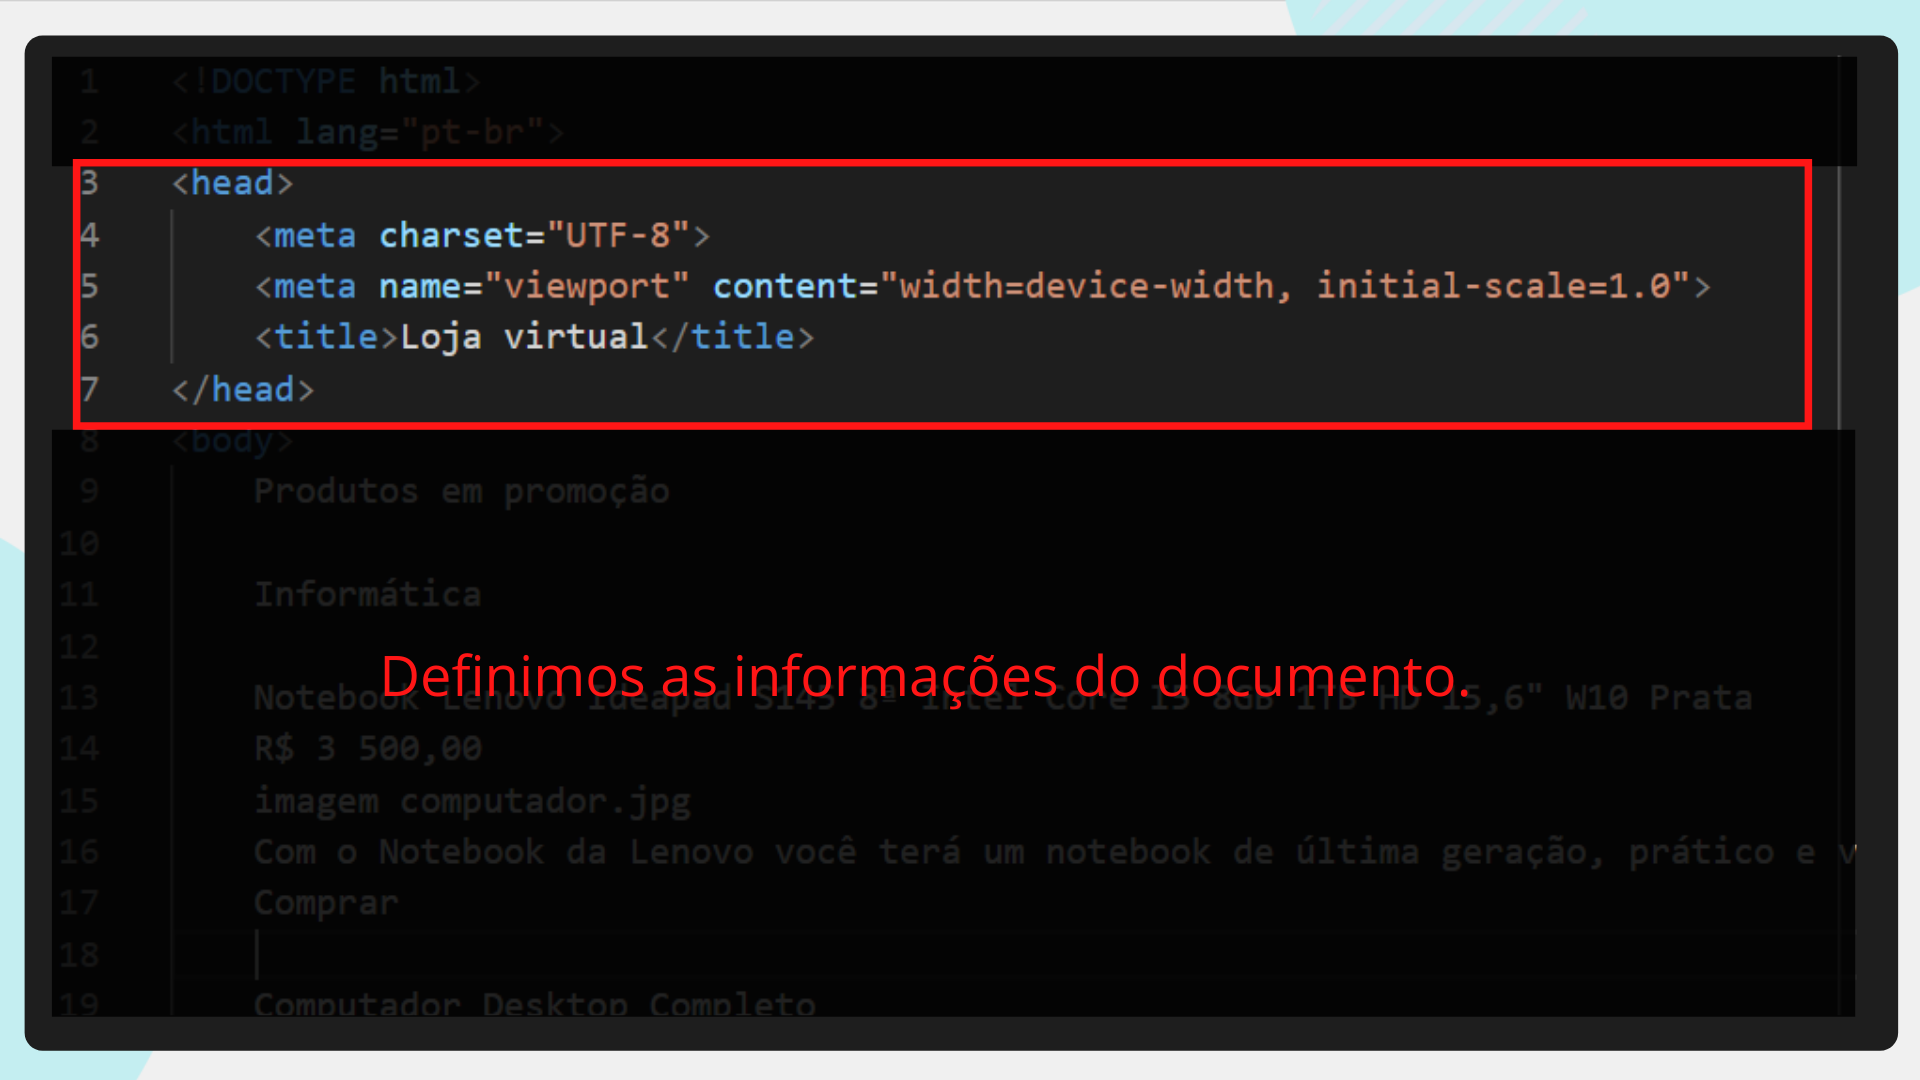 1 <!DOCTYPE html>
2 <html lang="pt-br">
3 <head>
4 <meta charset="UTF-8">
5 <meta name="viewport" content="width=device-width, initial-scale=1.0">
6 <title>Loja virtual</title>
7 </head>
8 <body>
9 Produtos em promoção
10
11 Informática
12
Definimos as informações do documento.
13 Notebook Lenovo Ideapad S145 8ª Intel Core I5 8GB 1TB HD 15,6" W10 Prata
14 R$ 3 500,00
15 imagem computador.jpg
16 Com o Notebook da Lenovo você terá um notebook de última geração, prático e v
17 Comprar
18
19 Computador Desktop Completo